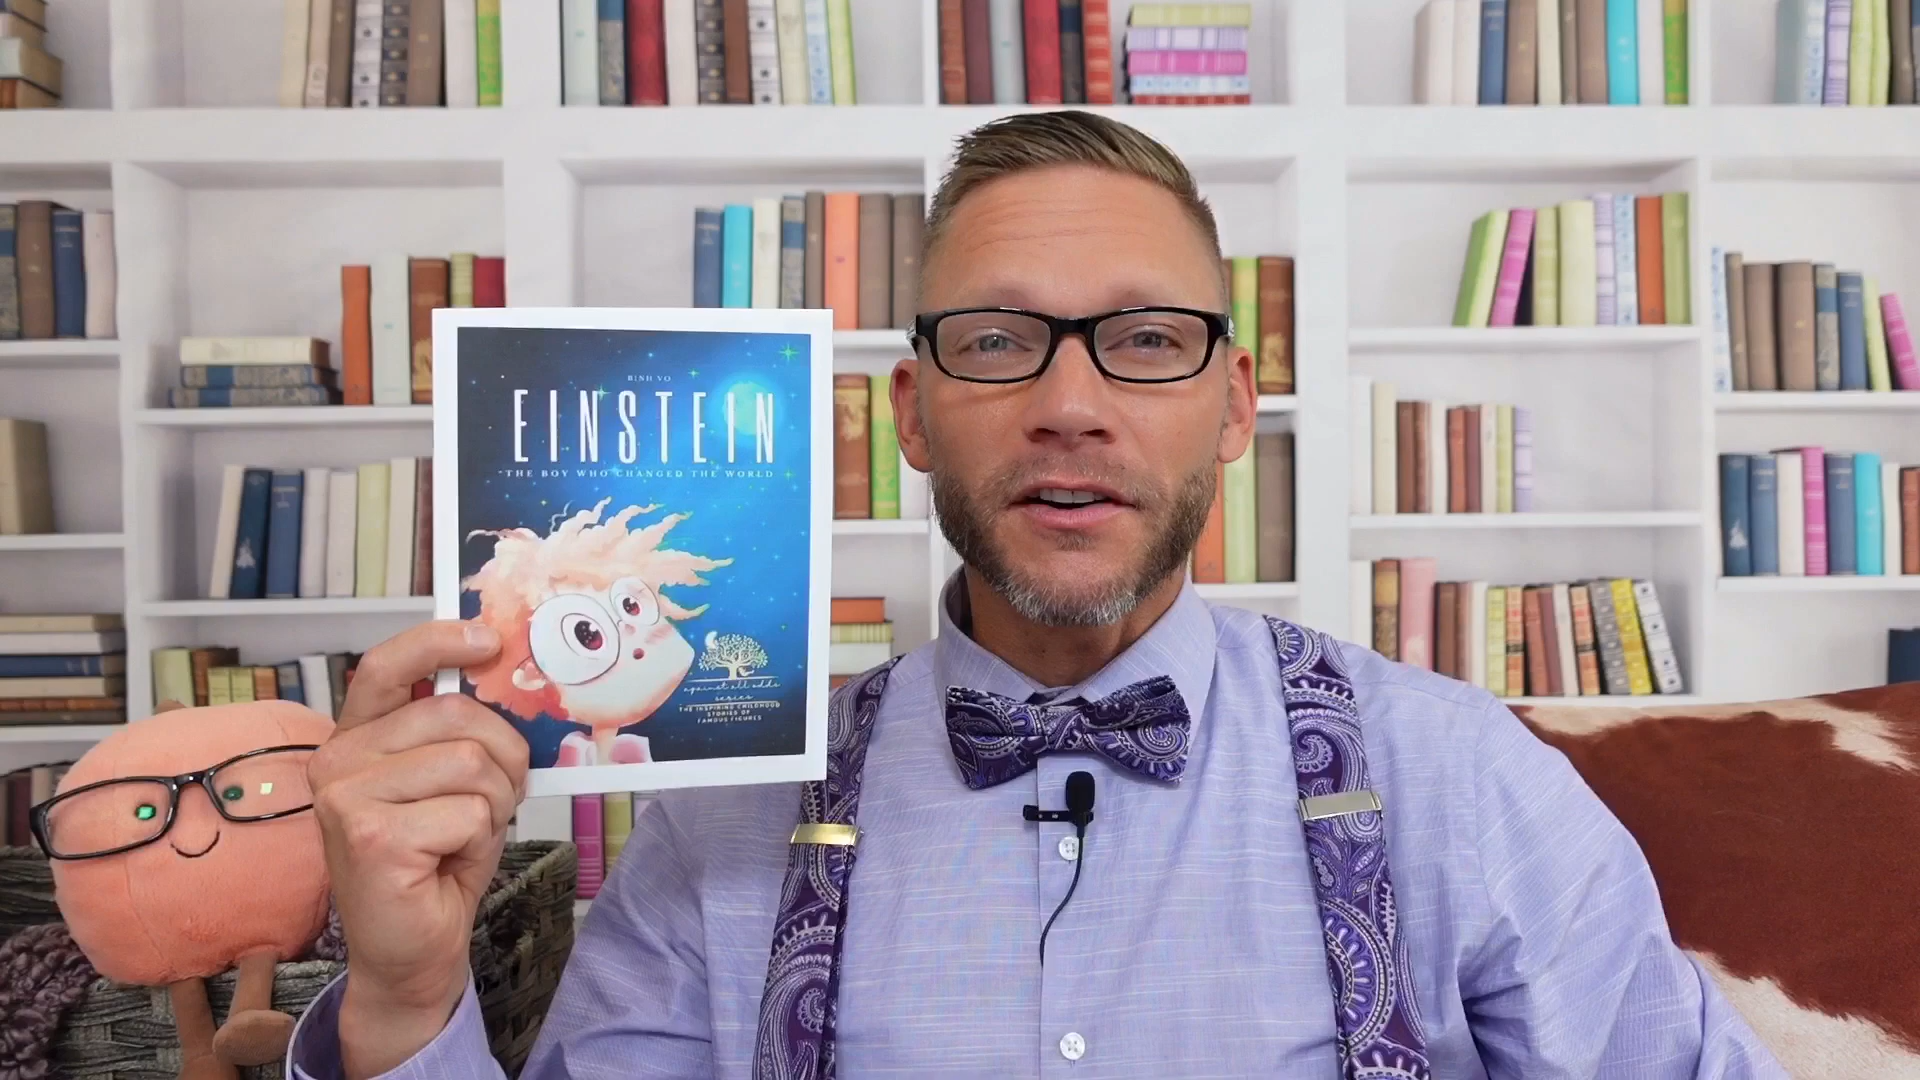 BINH VO
EINSTEIN
"THE BOY WHO CHANGED THE WORLD
against all odds
series
THE INSPIRING CHILDHOOD
STORIES OF
FAMOUS FIGURES